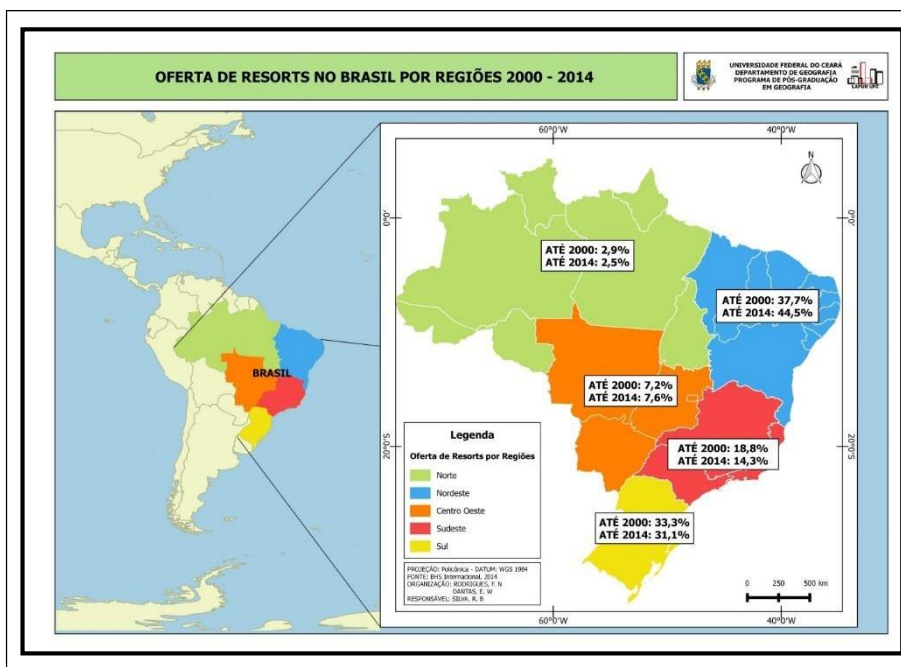 OFERTA DE RESORTS NO BRASIL POR REGIÕES 2000 - 2014
UNIVERSIDADE FEDERAL DO CEARÁ
DEPARTAMENTO DE GEOGRAFIA
PROGRAMA DE PÓS-GRADUAÇÃO
EM GEOGRAFIA
LAPUR UFC
60°0'W
40°0'W
N
0°0'
0°0'
ATÉ 2000: 2,9%
ATÉ 2014: 2,5%
ATÉ 2000: 37,7%
ATÉ 2014: 44,5%
BRASIL
ATÉ 2000: 7,2%
ATÉ 2014: 7,6%
ATÉ 2000: 18,8%
ATÉ 2014: 14,3%
20°0'S
20°0'S
ATÉ 2000: 33,3%
ATÉ 2014: 31,1%
Legenda
Oferta de Resorts por Regiões
Norte
Nordeste
Centro Oeste
Sudeste
Sul
PROJEÇÃO: Policônica - DATUM: WGS 1984
FONTE: BHS Internacional, 2014
ORGANIZAÇÃO: RODRIGUES, F. N
DANTAS, E. W
RESPONSÁVEL: SILVA. R. B
0 250 500 km
60°0'W
40°0'W